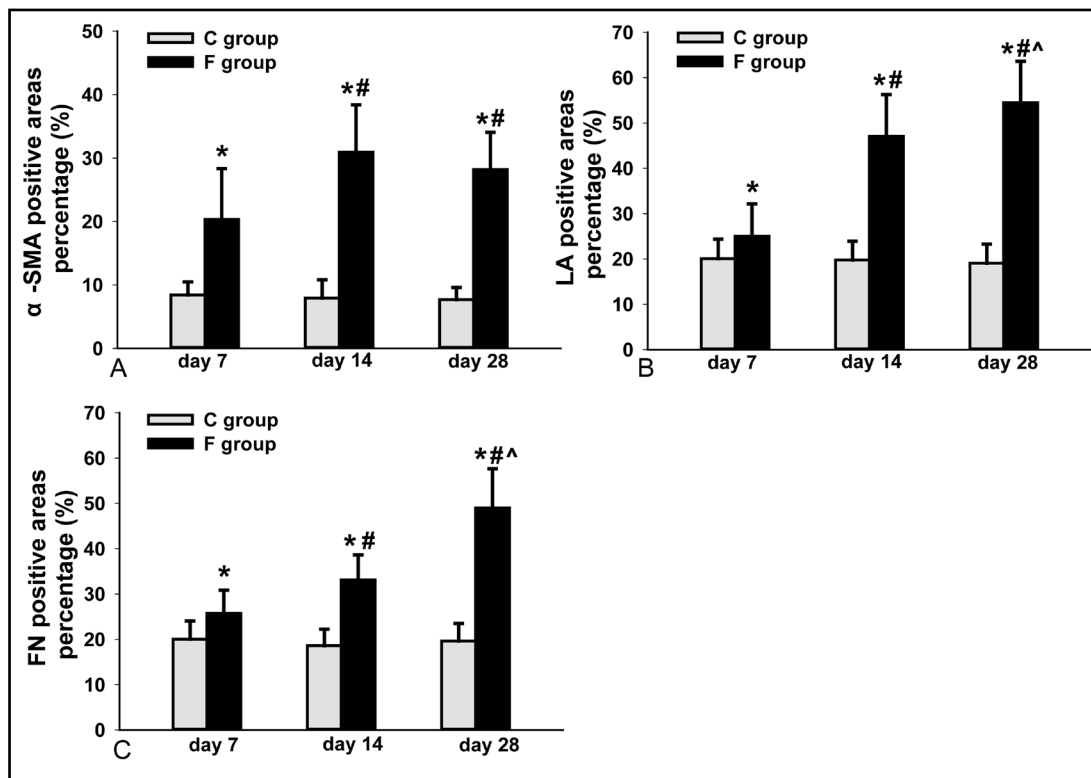 α -SMA positive areas
percentage (%)
50
40
30
20
10
0
C group
F group
*
*#
*#
day 7
day 14
day 28
A
LA positive areas
percentage (%)
70
60
50
40
30
20
10
0
C group
F group
*
*#
*#^
day 7
day 14
day 28
B
FN positive areas
percentage (%)
70
60
50
40
30
20
10
0
C group
F group
*
*#
*#^
day 7
day 14
day 28
C